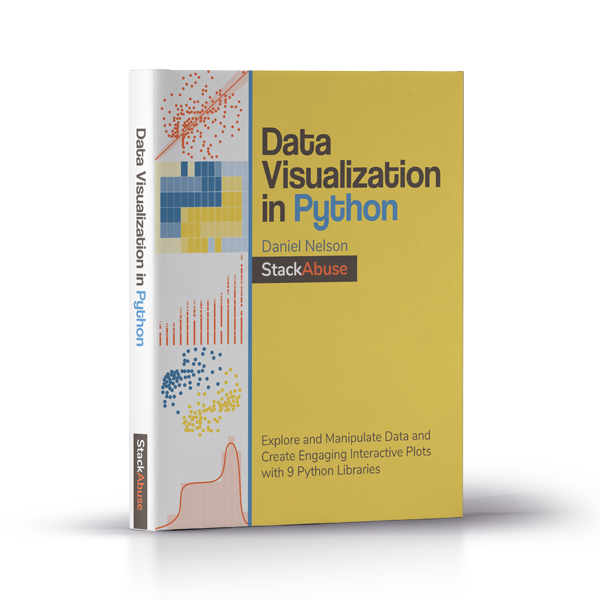 Data Visualization in Python
StackAbuse
Data
Visualization
in Python
Daniel Nelson
StackAbuse
Explore and Manipulate Data and
Create Engaging Interactive Plots
with 9 Python Libraries